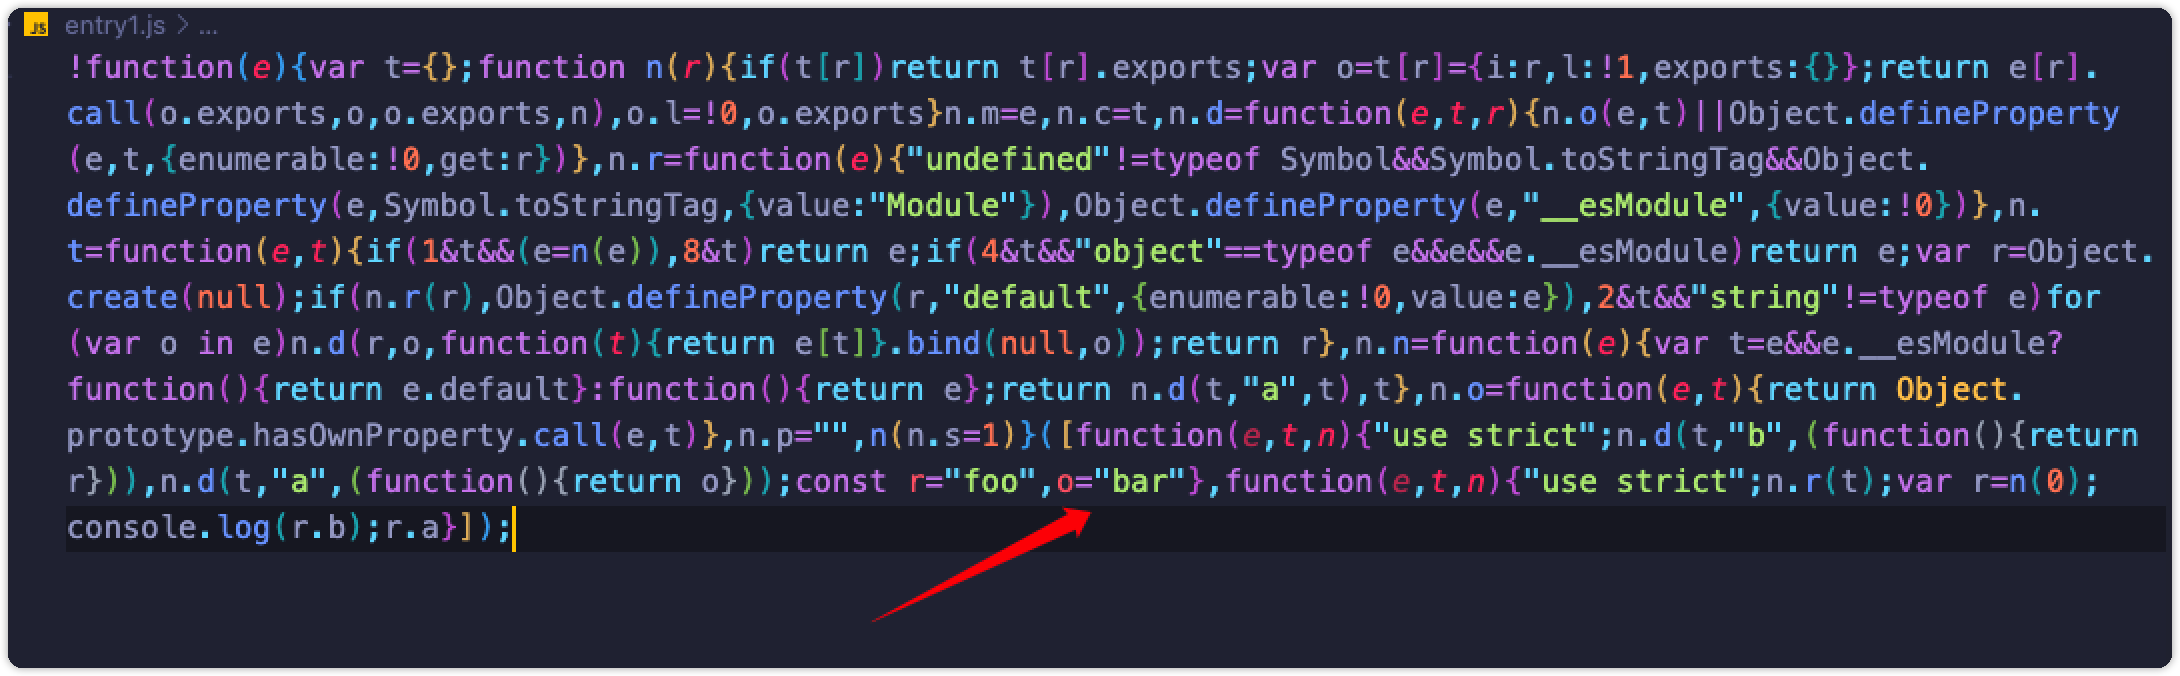 JS entry1.js > ...
!function(e){var t={};function n(r){if(t[r])return t[r].exports;var o=t[r]={i:r,l:!1,exports:{}};return e[r].
call(o.exports,o,o.exports,n),o.l=!0,o.exports}n.m=e,n.c=t,n.d=function(e,t,r){n.o(e,t)||Object.defineProperty
(e,t,{enumerable:!0,get:r})},n.r=function(e){"undefined"!=typeof Symbol&&Symbol.toStringTag&&Object.
defineProperty(e,Symbol.toStringTag,{value:"Module"}),Object.defineProperty(e,"__esModule",{value:!0})},n.
t=function(e,t){if(1&t&&(e=n(e)),8&t)return e;if(4&t&&"object"==typeof e&&e&&e.__esModule)return e;var r=Object.
create(null);if(n.r(r),Object.defineProperty(r,"default",{enumerable:!0,value:e}),2&t&&"string"!=typeof e)for
(var o in e)n.d(r,o,function(t){return e[t]}.bind(null,o));return r},n.n=function(e){var t=e&&e.__esModule?
function(){return e.default}:function(){return e};return n.d(t,"a",t),t},n.o=function(e,t){return Object.
prototype.hasOwnProperty.call(e,t)},n.p="",n(n.s=1)}([function(e,t,n){"use strict";n.d(t,"b",(function(){return
r})),n.d(t,"a",(function(){return o}));const r="foo",o="bar"},function(e,t,n){"use strict";n.r(t);var r=n(0);
console.log(r.b);r.a}]);